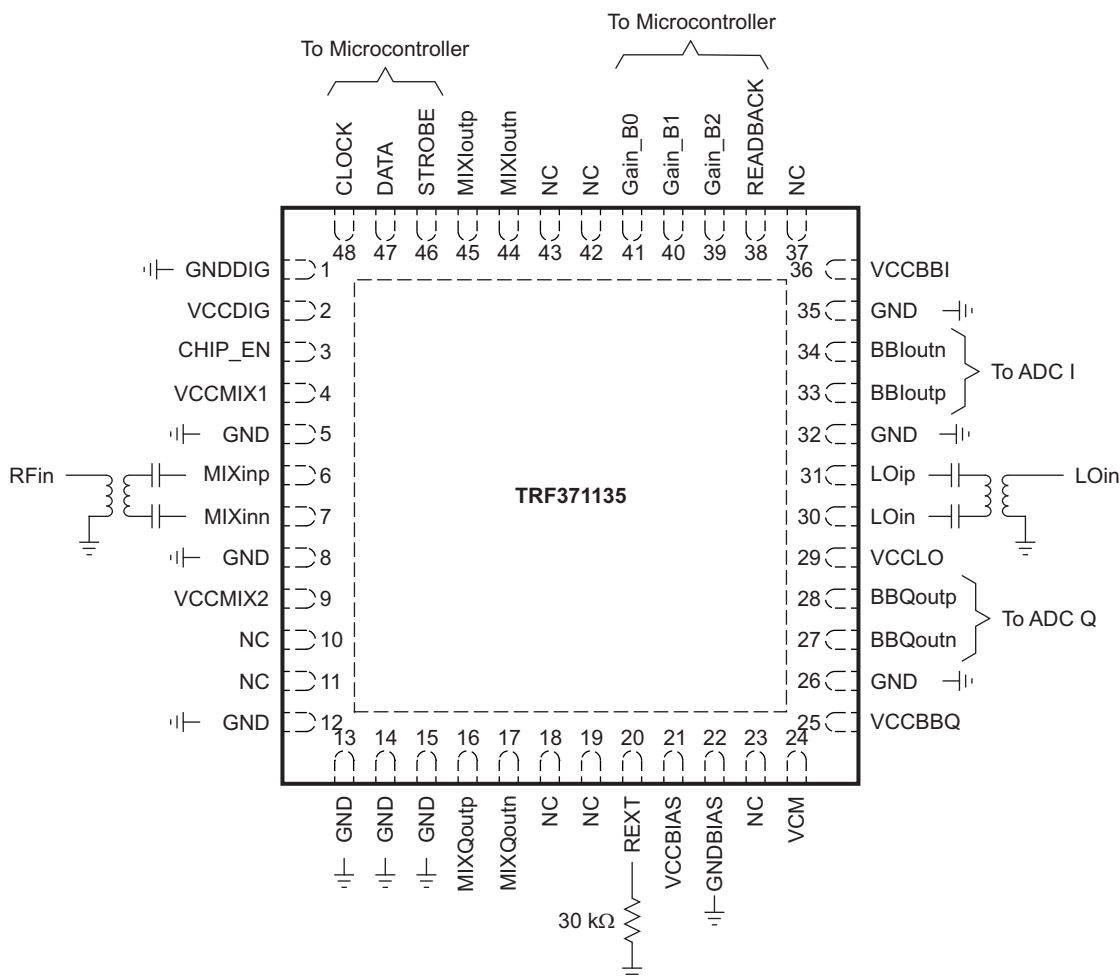 To Microcontroller
To Microcontroller
CLOCK
DATA
STROBE
MIXIoutp
MIXIoutn
NC
NC
Gain_B0
Gain_B1
Gain_B2
READBACK
NC
48
47
46
45
44
43
42
41
40
39
38
37
GNDDIG 1
36 VCCBBI
VCCDIG 2
35 GND
CHIP_EN 3
34 BBIoutn
To ADC I
VCCMIX1 4
33 BBIoutp
GND 5
32 GND
RFin
MIXinp 6
31 LOip
LOin
TRF371135
MIXinn 7
30 LOin
GND 8
29 VCCLO
VCCMIX2 9
28 BBQoutp
To ADC Q
NC 10
27 BBQoutn
NC 11
26 GND
GND 12
25 VCCBBQ
13
14
15
16
17
18
19
20
21
22
23
24
GND
GND
GND
MIXQoutp
MIXQoutn
NC
NC
REXT
VCCBIAS
GNDBIAS
NC
VCM
30 kΩ